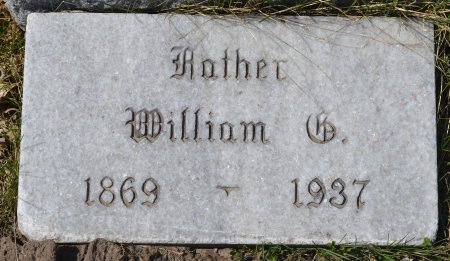 Father
William G.
1869 - 1937